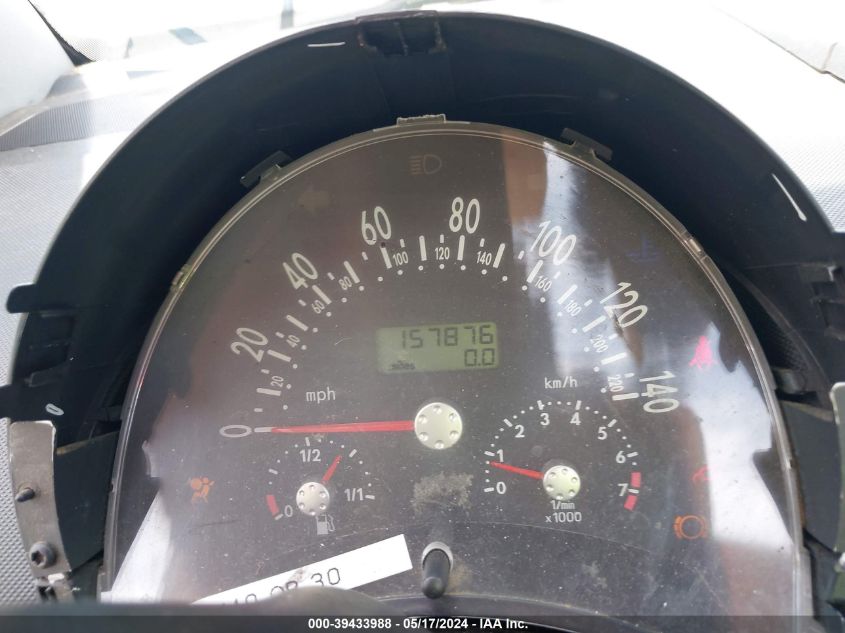 0 20 40 60 80 100 120 140
20 40 60 80 100 120 140 160 180 200 220
157876
miles 0.0
mph
km/h
0 1/2 1/1
0 1 2 3 4 5 6 7
1/min
x1000
30
000-39433988 - 05/17/2024 - IAA Inc.